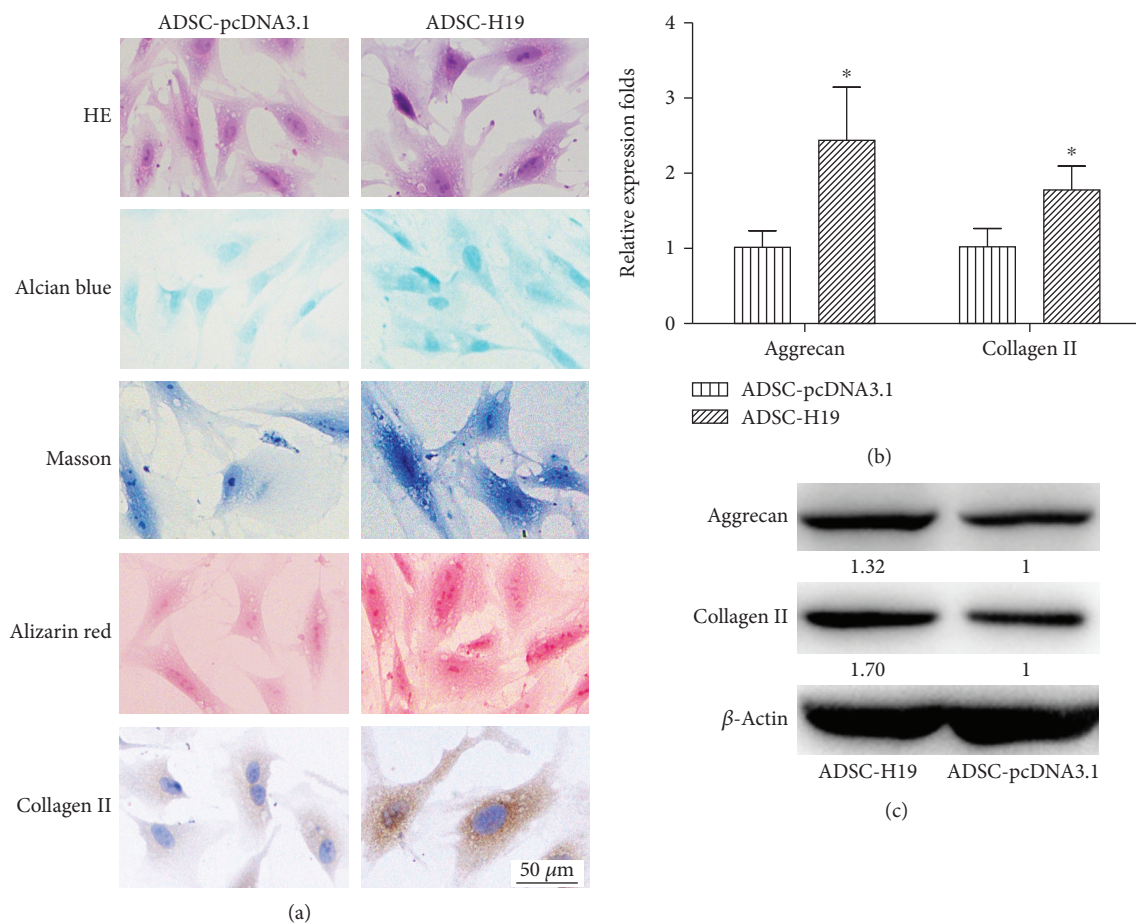 ADSC-pcDNA3.1 ADSC-H19
HE
Alcian blue
Masson
Alizarin red
Collagen II
50 μm
(a)
4
3
2
1
0
Relative expression folds
* *
Aggrecan Collagen II
ADSC-pcDNA3.1
ADSC-H19
(b)
Aggrecan
1.32 1
Collagen II
1.70 1
β-Actin
ADSC-H19 ADSC-pcDNA3.1
(c)